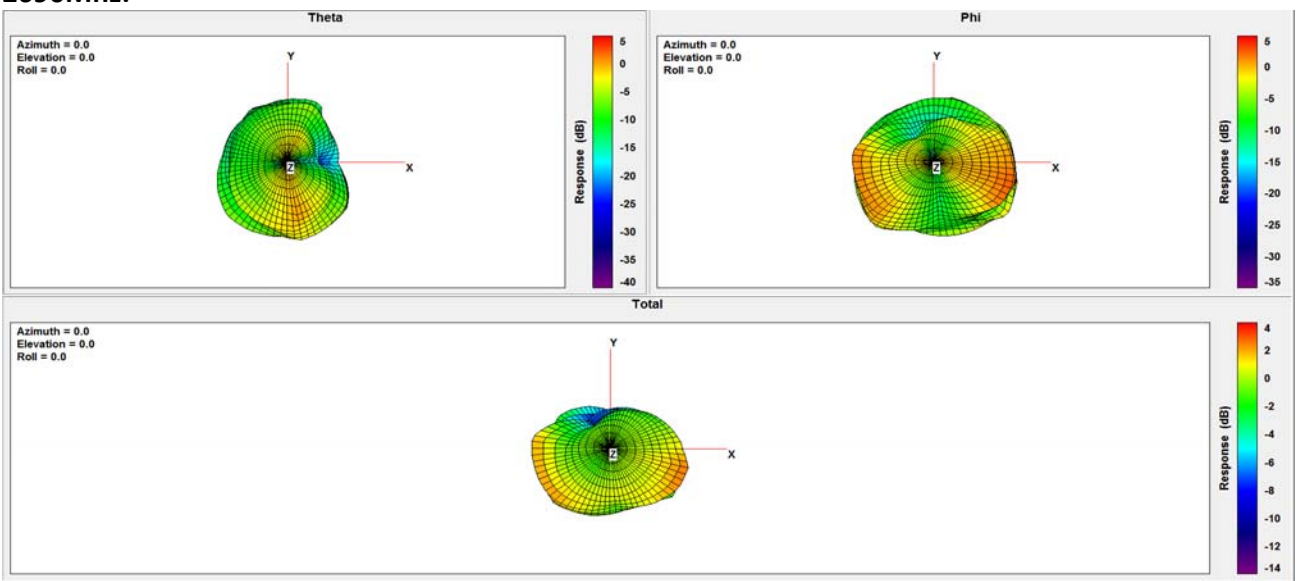 Theta
Azimuth = 0.0
Elevation = 0.0
Roll = 0.0
Y
X
Z
5
0
-5
-10
-15
-20
-25
-30
-35
-40
Response (dB)
Phi
Azimuth = 0.0
Elevation = 0.0
Roll = 0.0
Y
X
Z
5
0
-5
-10
-15
-20
-25
-30
-35
Response (dB)
Total
Azimuth = 0.0
Elevation = 0.0
Roll = 0.0
Y
X
Z
4
2
0
-2
-4
-6
-8
-10
-12
-14
Response (dB)